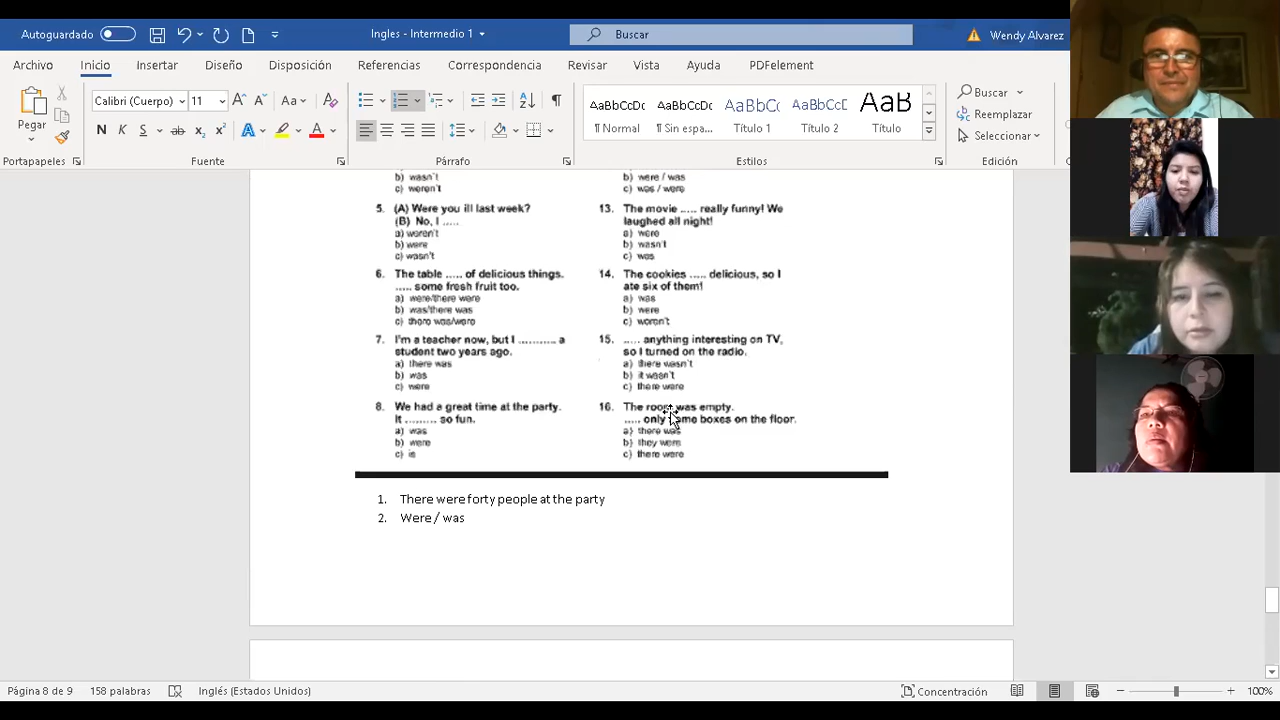 Autoguardado
Ingles - Intermedio 1
Buscar
Wendy Alvarez
Archivo
Inicio
Insertar
Diseño
Disposición
Referencias
Correspondencia
Revisar
Vista
Ayuda
PDFelement
Pegar
Calibri (Cuerpo)
11
Aa
N K S ab x₂ x²
AaBbCcDc
¶ Normal
AaBbCcDc
¶ Sin espa...
AaBbC
Título 1
AaBbCcD
Título 2
AaB
Título
Buscar
Reemplazar
Seleccionar
Portapapeles
Fuente
Párrafo
Estilos
Edición
b) wasn't
c) weren't
5. (A) Were you ill last week?
(B) No, I .....
a) weren't
b) were
c) wasn't
6. The table ..... of delicious things.
..... some fresh fruit too.
a) were/there were
b) was/there was
c) there was/were
7. I'm a teacher now, but I ........... a
student two years ago.
a) there was
b) was
c) were
8. We had a great time at the party.
It ......... so fun.
a) was
b) were
c) is
b) were / was
c) was / were
13. The movie ..... really funny! We
laughed all night!
a) were
b) wasn't
c) was
14. The cookies ..... delicious, so I
ate six of them!
a) was
b) were
c) weren't
15. ..... anything interesting on TV,
so I turned on the radio.
a) there wasn't
b) it wasn't
c) there were
16. The room was empty.
..... only some boxes on the floor.
a) there was
b) they were
c) there were
1. There were forty people at the party
2. Were / was
Página 8 de 9
158 palabras
Inglés (Estados Unidos)
Concentración
100%